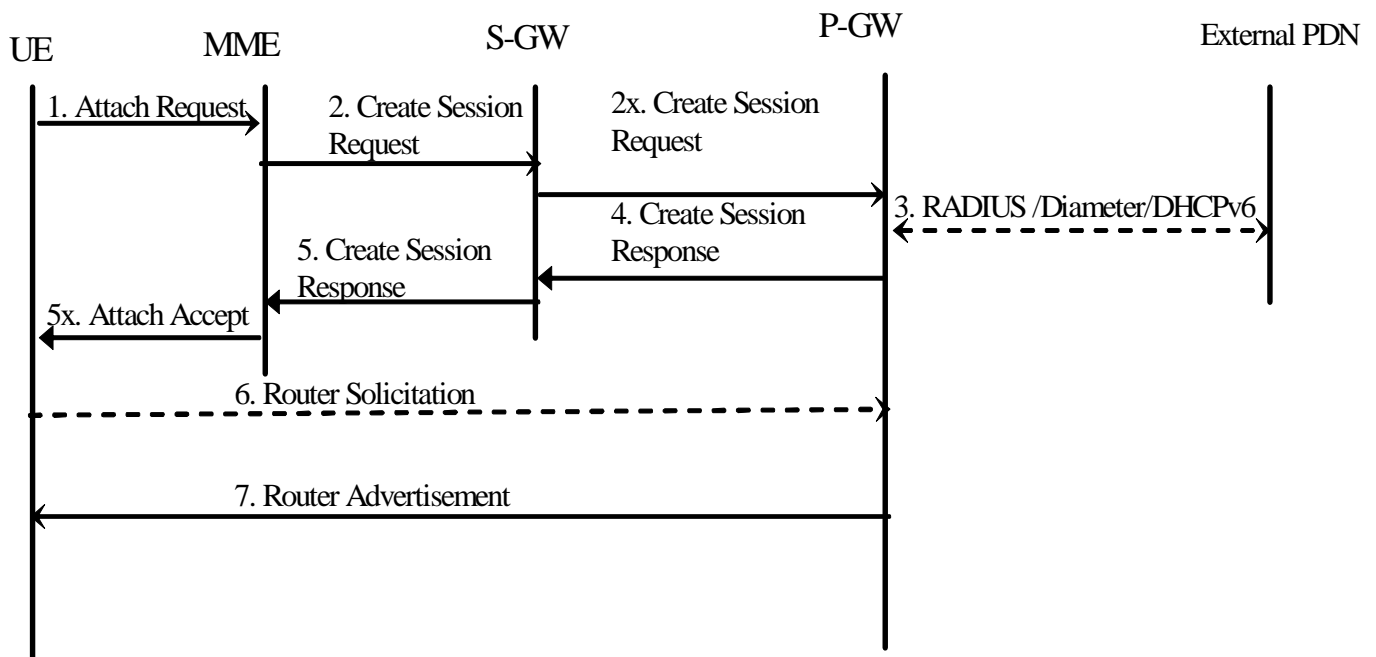 UE
MME
S-GW
P-GW
External PDN
1. Attach Request
2. Create Session
Request
2x. Create Session
Request
3. RADIUS /Diameter/DHCPv6
4. Create Session
Response
5. Create Session
Response
5x. Attach Accept
6. Router Solicitation
7. Router Advertisement